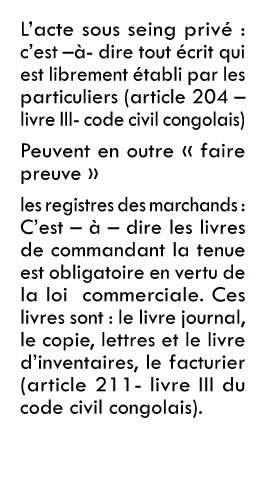 L'acte sous seing privé :
c'est –à- dire tout écrit qui
est librement établi par les
particuliers (article 204 –
livre III- code civil congolais)
Peuvent en outre « faire
preuve »
les registres des marchands :
C'est – à – dire les livres
de commandant la tenue
est obligatoire en vertu de
la loi commerciale. Ces
livres sont : le livre journal,
le copie, lettres et le livre
d'inventaires, le facturier
(article 211- livre III du
code civil congolais).